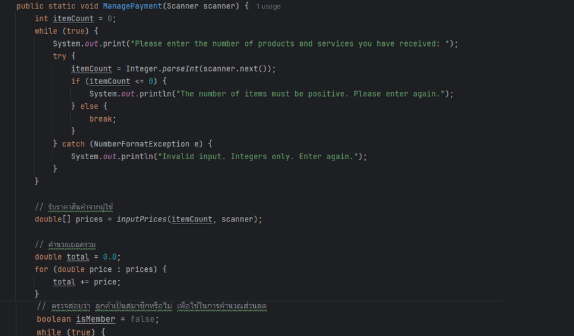 public static void ManagePayment(Scanner scanner) { 1 usage
int itemCount = 0;
while (true) {
System.out.print("Please enter the number of products and services you have received: ");
try {
itemCount = Integer.parseInt(scanner.next());
if (itemCount <= 0) {
System.out.println("The number of items must be positive. Please enter again.");
} else {
break;
}
} catch (NumberFormatException e) {
System.out.println("Invalid input. Integers only. Enter again.");
}
}
// รับราคาสินค้าจากผู้ใช้
double[] prices = inputPrices(itemCount, scanner);
// คำนวณยอดรวม
double total = 0.0;
for (double price : prices) {
total += price;
}
// ตรวจสอบว่า ลูกค้าเป็นสมาชิกหรือไม่ เพื่อใช้ในการคำนวณส่วนลด
boolean isMember = false;
while (true) {